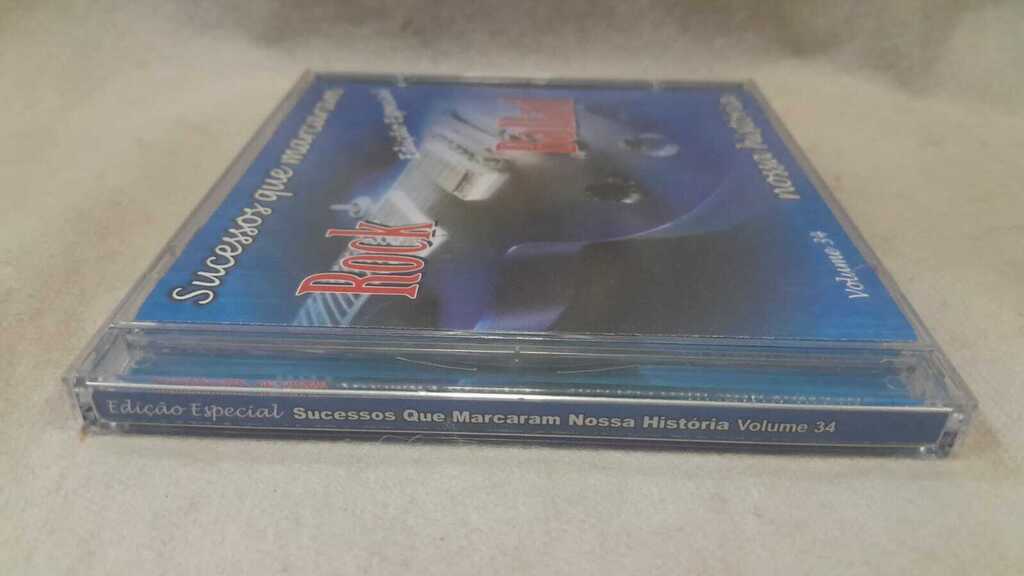 Sucessos que marcaram
nossa história
Edição Especial
Rock
Volume 34
Edição Especial Sucessos Que Marcaram Nossa História Volume 34